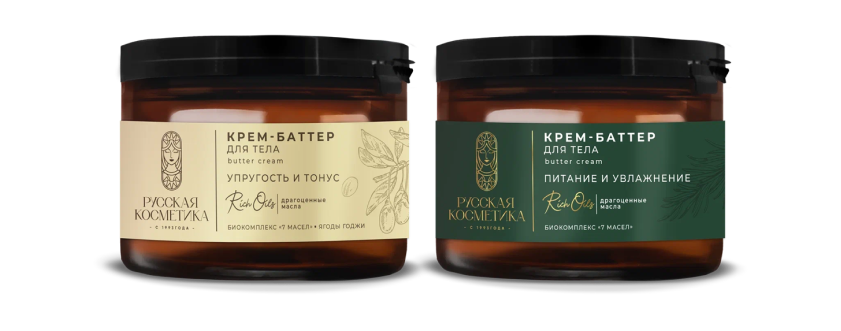 КРЕМ-БАТТЕР
ДЛЯ ТЕЛА
butter cream
УПРУГОСТЬ И ТОНУС
РУССКАЯ
КОСМЕТИКА
Rich Oils
драгоценные
масла
БИОКОМПЛЕКС «7 МАСЕЛ» • ЯГОДЫ ГОДЖИ
КРЕМ-БАТТЕР
ДЛЯ ТЕЛА
butter cream
ПИТАНИЕ И УВЛАЖНЕНИЕ
РУССКАЯ
КОСМЕТИКА
Rich Oils
драгоценные
масла
БИОКОМПЛЕКС «7 МАСЕЛ»